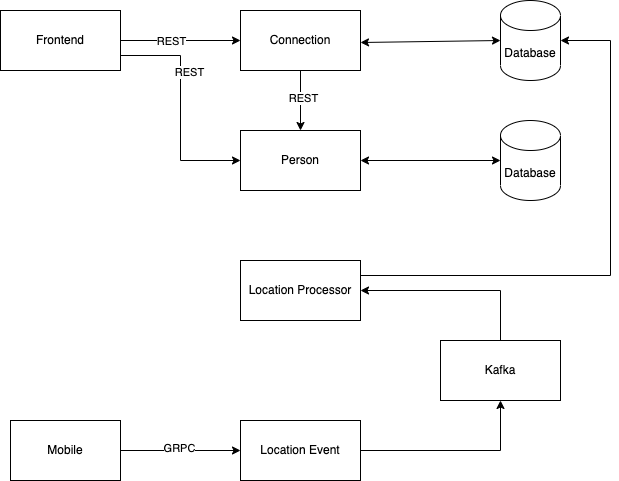 Frontend
REST
Connection
Database
REST
REST
Person
Database
Location Processor
Kafka
Mobile
GRPC
Location Event